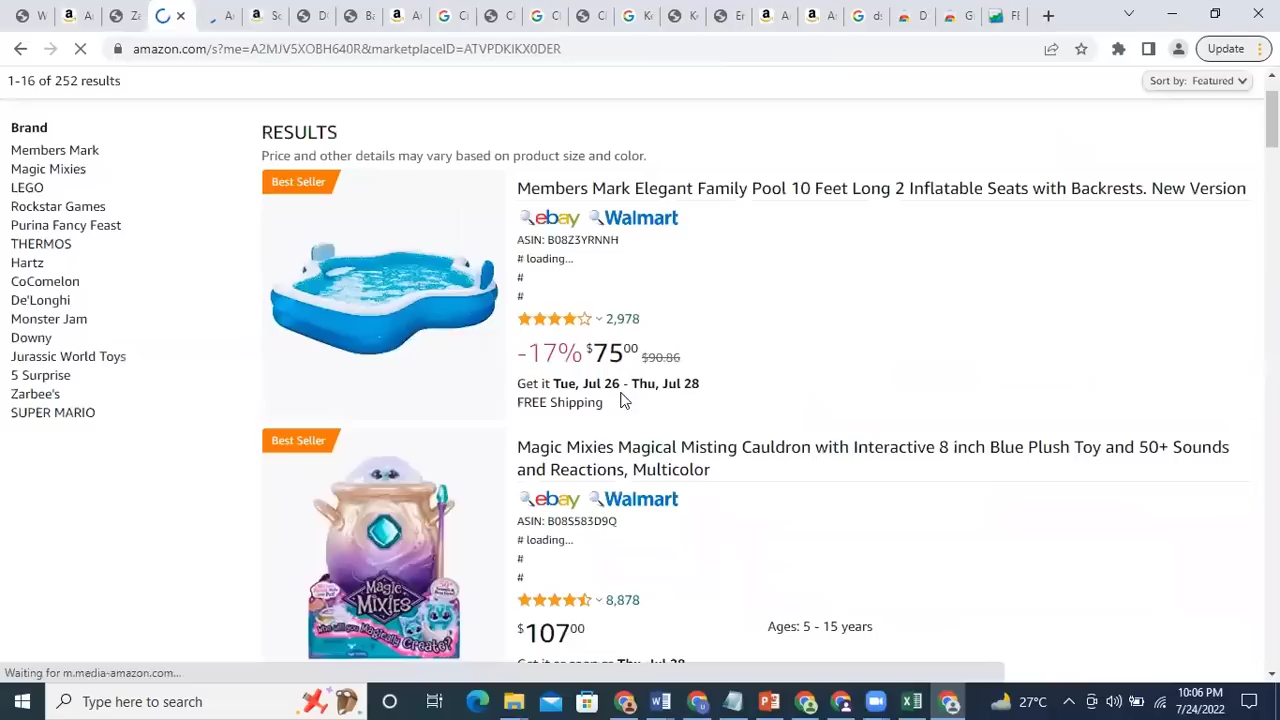 Za
Update
amazon.com/s?me=A2MJV5XOBH640R&marketplaceID=ATVPDKIKX0DER
1-16 of 252 results
Sort by: Featured
Brand
Members Mark
Magic Mixies
LEGO
Rockstar Games
Purina Fancy Feast
THERMOS
Hartz
CoComelon
De'Longhi
Monster Jam
Downy
Jurassic World Toys
5 Surprise
Zarbee's
SUPER MARIO
RESULTS
Price and other details may vary based on product size and color.
Best Seller
Members Mark Elegant Family Pool 10 Feet Long 2 Inflatable Seats with Backrests. New Version
ebay Walmart
ASIN: B08Z3YRNNH
# loading...
#
#
2,978
-17% $7500 $90.86
Get it Tue, Jul 26 - Thu, Jul 28
FREE Shipping
Best Seller
Magic Mixies Magical Misting Cauldron with Interactive 8 inch Blue Plush Toy and 50+ Sounds
and Reactions, Multicolor
ebay Walmart
ASIN: B08S583D9Q
# loading...
#
#
8,878
$10700
Ages: 5 - 15 years
MAGIC
MIXIES
Waiting for m.media-amazon.com...
Type here to search
27°C
10:06 PM
7/24/2022